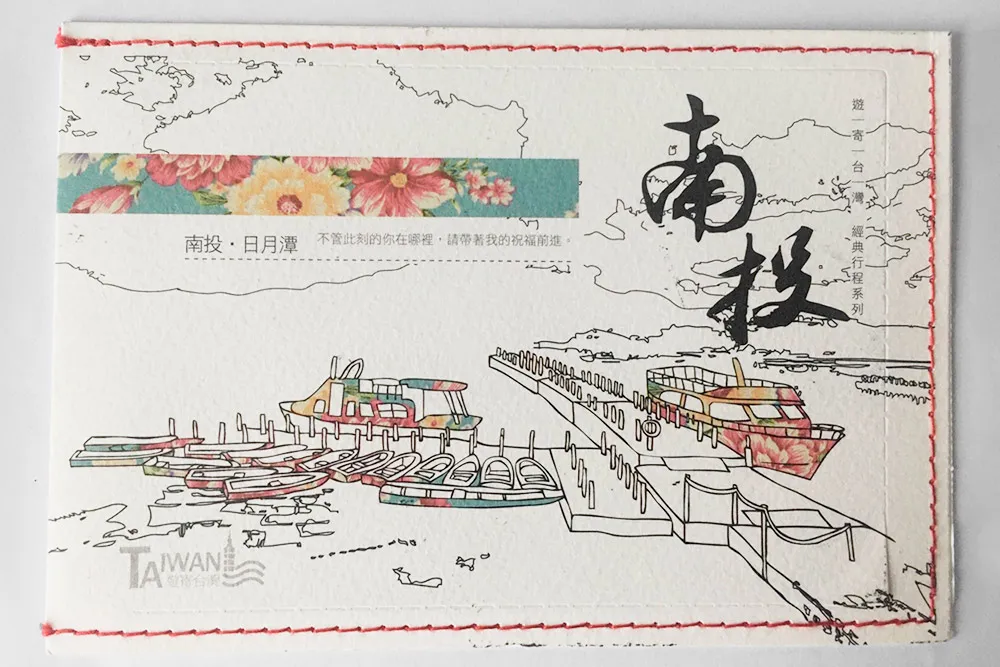 南投
遊一寄一台一灣 經典行程系列
南投・日月潭
不管此刻的你在哪裡，請帶著我的祝福前進。
TAIWAN
遊寄台灣